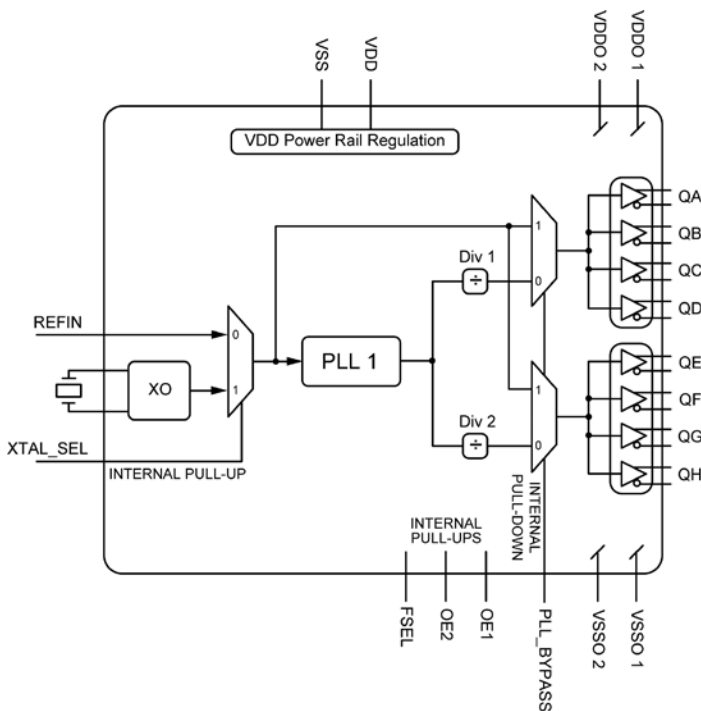 VSS
VDD
VDDO 2
VDDO 1
VDD Power Rail Regulation
QA
1
QB
Div 1
÷
0
QC
QD
REFIN
0
PLL 1
QE
XO
1
1
QF
Div 2
÷
0
QG
XTAL_SEL
INTERNAL PULL-UP
QH
INTERNAL
PULL-DOWN
INTERNAL
PULL-UPS
FSEL
OE2
OE1
PLL_BYPASS
VSSO 2
VSSO 1